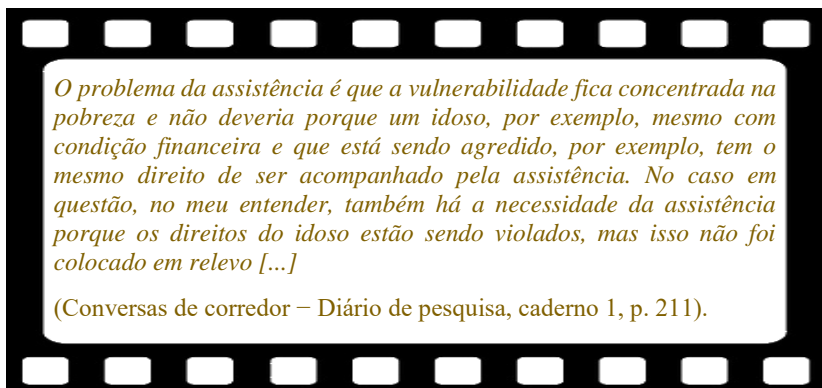 O problema da assistência é que a vulnerabilidade fica concentrada na
pobreza e não deveria porque um idoso, por exemplo, mesmo com
condição financeira e que está sendo agredido, por exemplo, tem o
mesmo direito de ser acompanhado pela assistência. No caso em
questão, no meu entender, também há a necessidade da assistência
porque os direitos do idoso estão sendo violados, mas isso não foi
colocado em relevo [...]
(Conversas de corredor − Diário de pesquisa, caderno 1, p. 211).